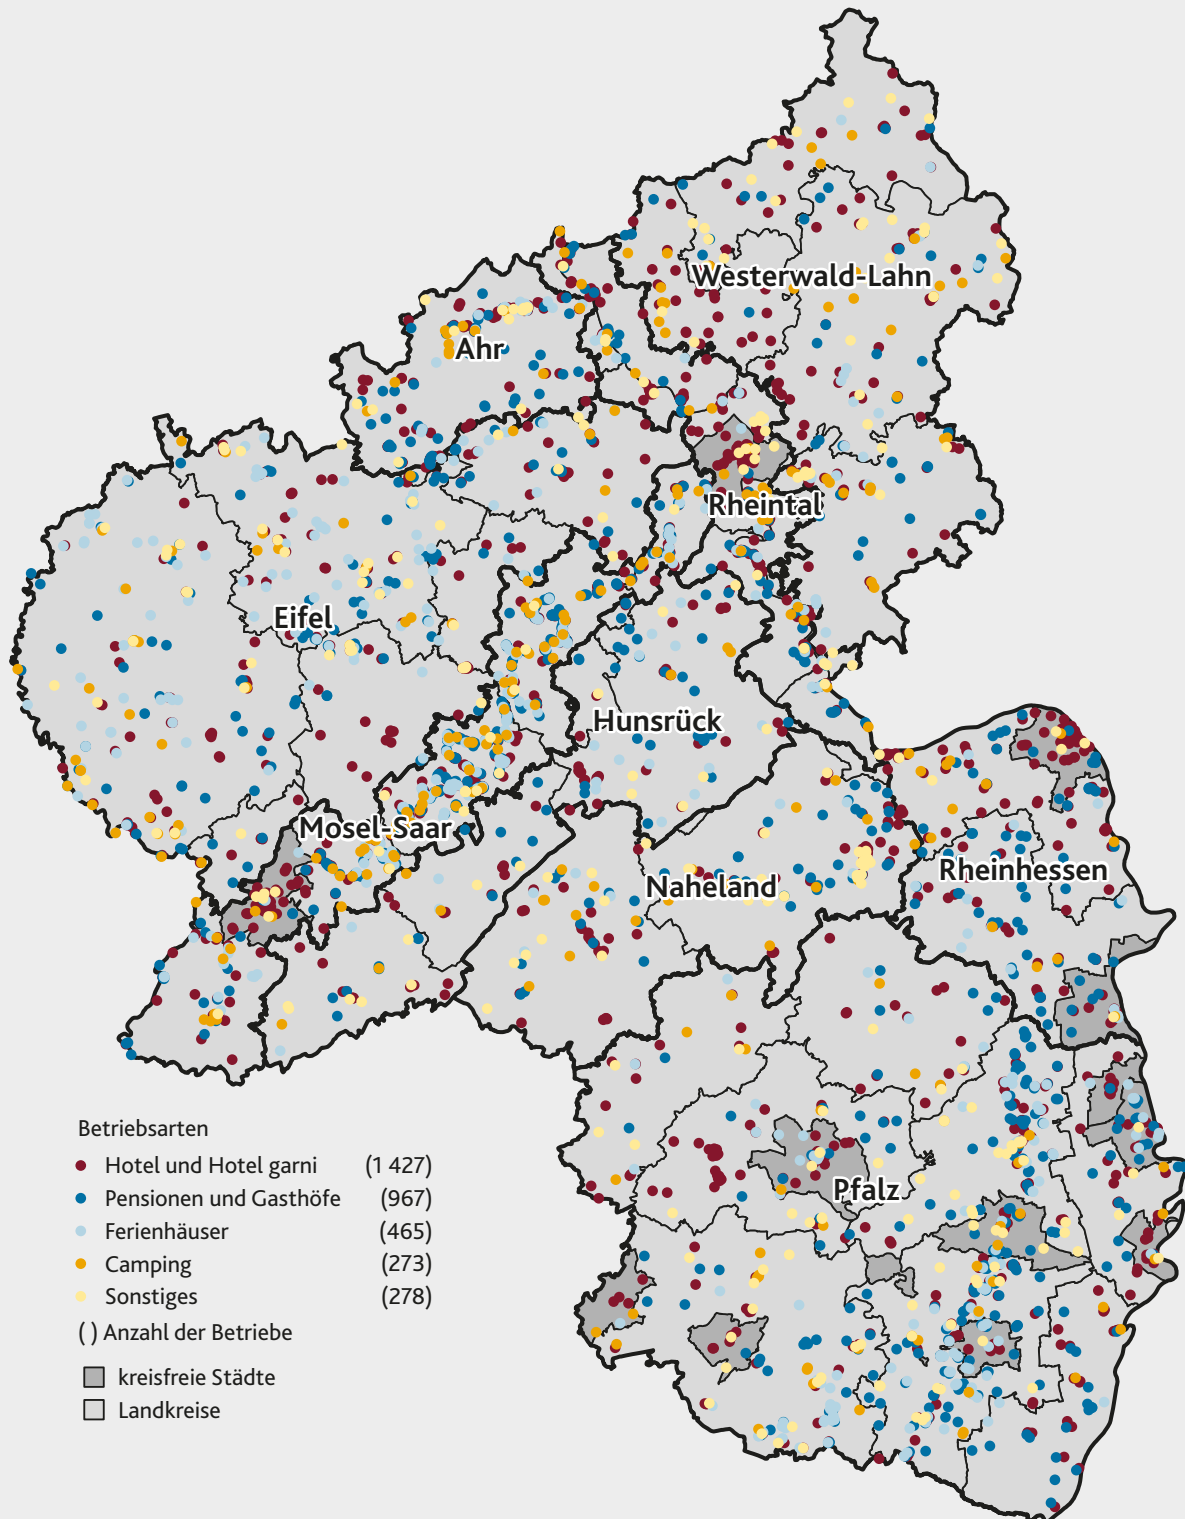 Westerwald-Lahn
Ahr
Rheintal
Eifel
Hunsrück
Mosel-Saar
Rheinhessen
Naheland
Pfalz
Betriebsarten
Hotel und Hotel garni (1 427)
Pensionen und Gasthöfe (967)
Ferienhäuser (465)
Camping (273)
Sonstiges (278)
( ) Anzahl der Betriebe
kreisfreie Städte
Landkreise